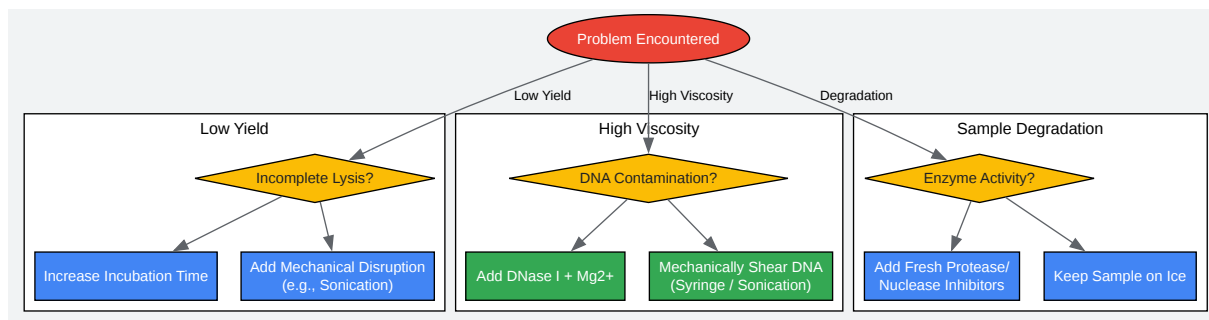 Problem Encountered
Low Yield
High Viscosity
Degradation
Low Yield
High Viscosity
Sample Degradation
Incomplete Lysis?
DNA Contamination?
Enzyme Activity?
Increase Incubation Time
Add Mechanical Disruption
(e.g., Sonication)
Add DNase I + Mg2+
Mechanically Shear DNA
(Syringe / Sonication)
Add Fresh Protease/
Nuclease Inhibitors
Keep Sample on Ice